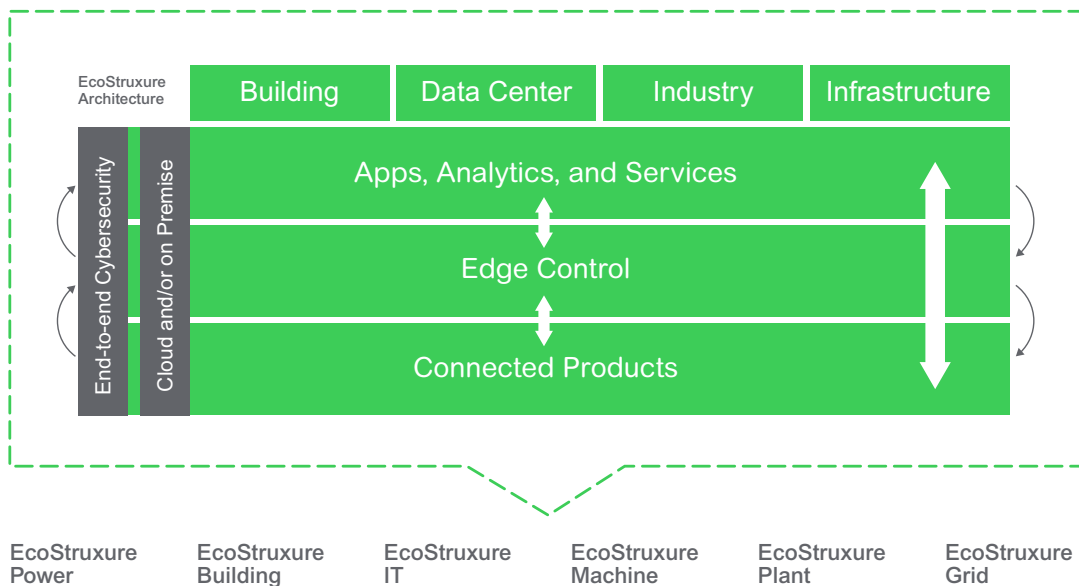 EcoStruxure
Architecture
Building
Data Center
Industry
Infrastructure
End-to-end Cybersecurity
Cloud and/or on Premise
Apps, Analytics, and Services
Edge Control
Connected Products
EcoStruxure
Power
EcoStruxure
Building
EcoStruxure
IT
EcoStruxure
Machine
EcoStruxure
Plant
EcoStruxure
Grid